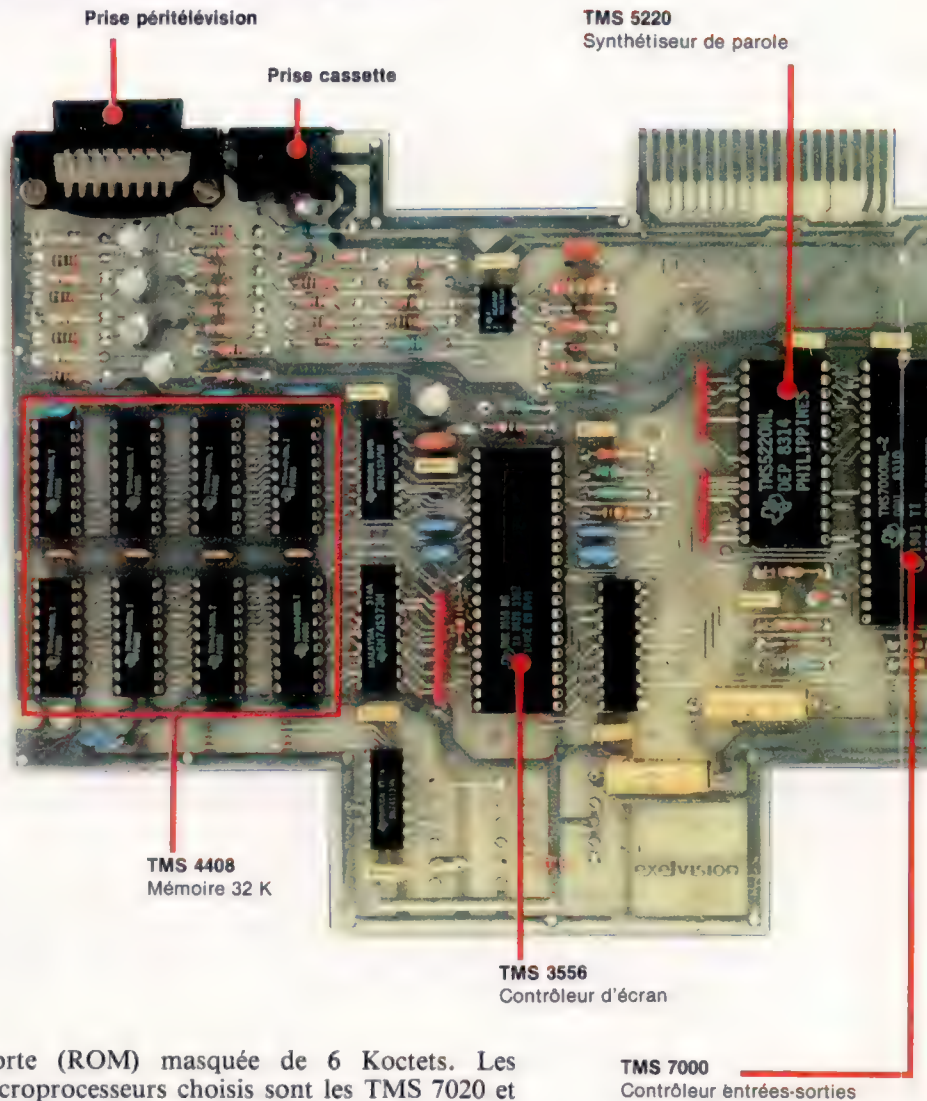 Prise péritélévision
TMS 5220
Synthétiseur de parole
Prise cassette
TMS5220NL
DEP 8314
PHILIPPINES
TMS 4408
Mémoire 32 K
exelvision
TMS 3556
Contrôleur d'écran
orte (ROM) masquée de 6 Koctets. Les
croprocesseurs choisis sont les TMS 7020 et
TMS 7000
Contrôleur entrées-sorties